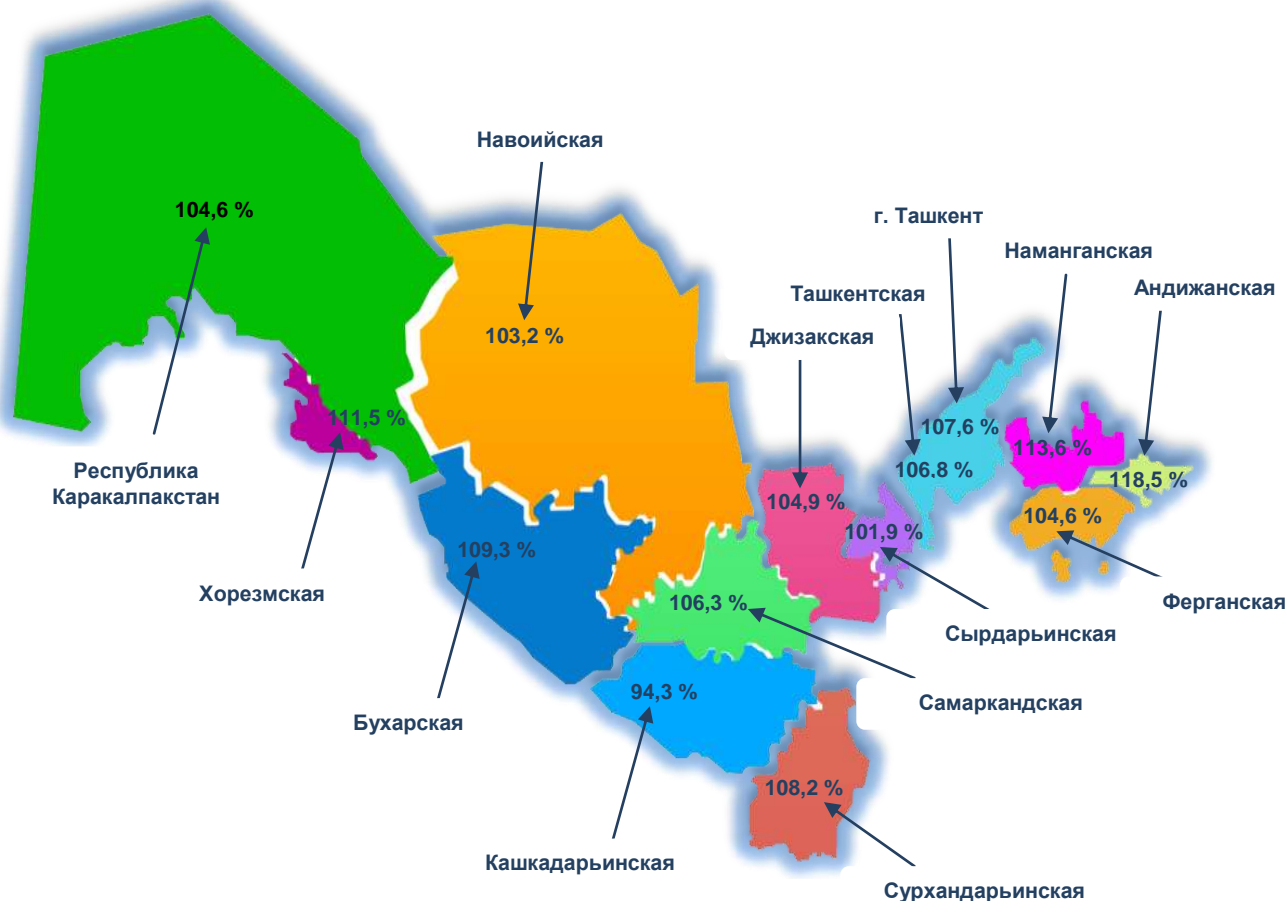 Навоийская
104,6 %
г. Ташкент
Наманганская
Андижанская
Ташкентская
103,2 %
Джизакская
111,5 %
107,6 %
113,6 %
106,8 %
118,5 %
Республика
Каракалпакстан
104,9 %
104,6 %
101,9 %
109,3 %
Хорезмская
106,3 %
Ферганская
Сырдарьинская
94,3 %
Самаркандская
Бухарская
108,2 %
Кашкадарьинская
Сурхандарьинская